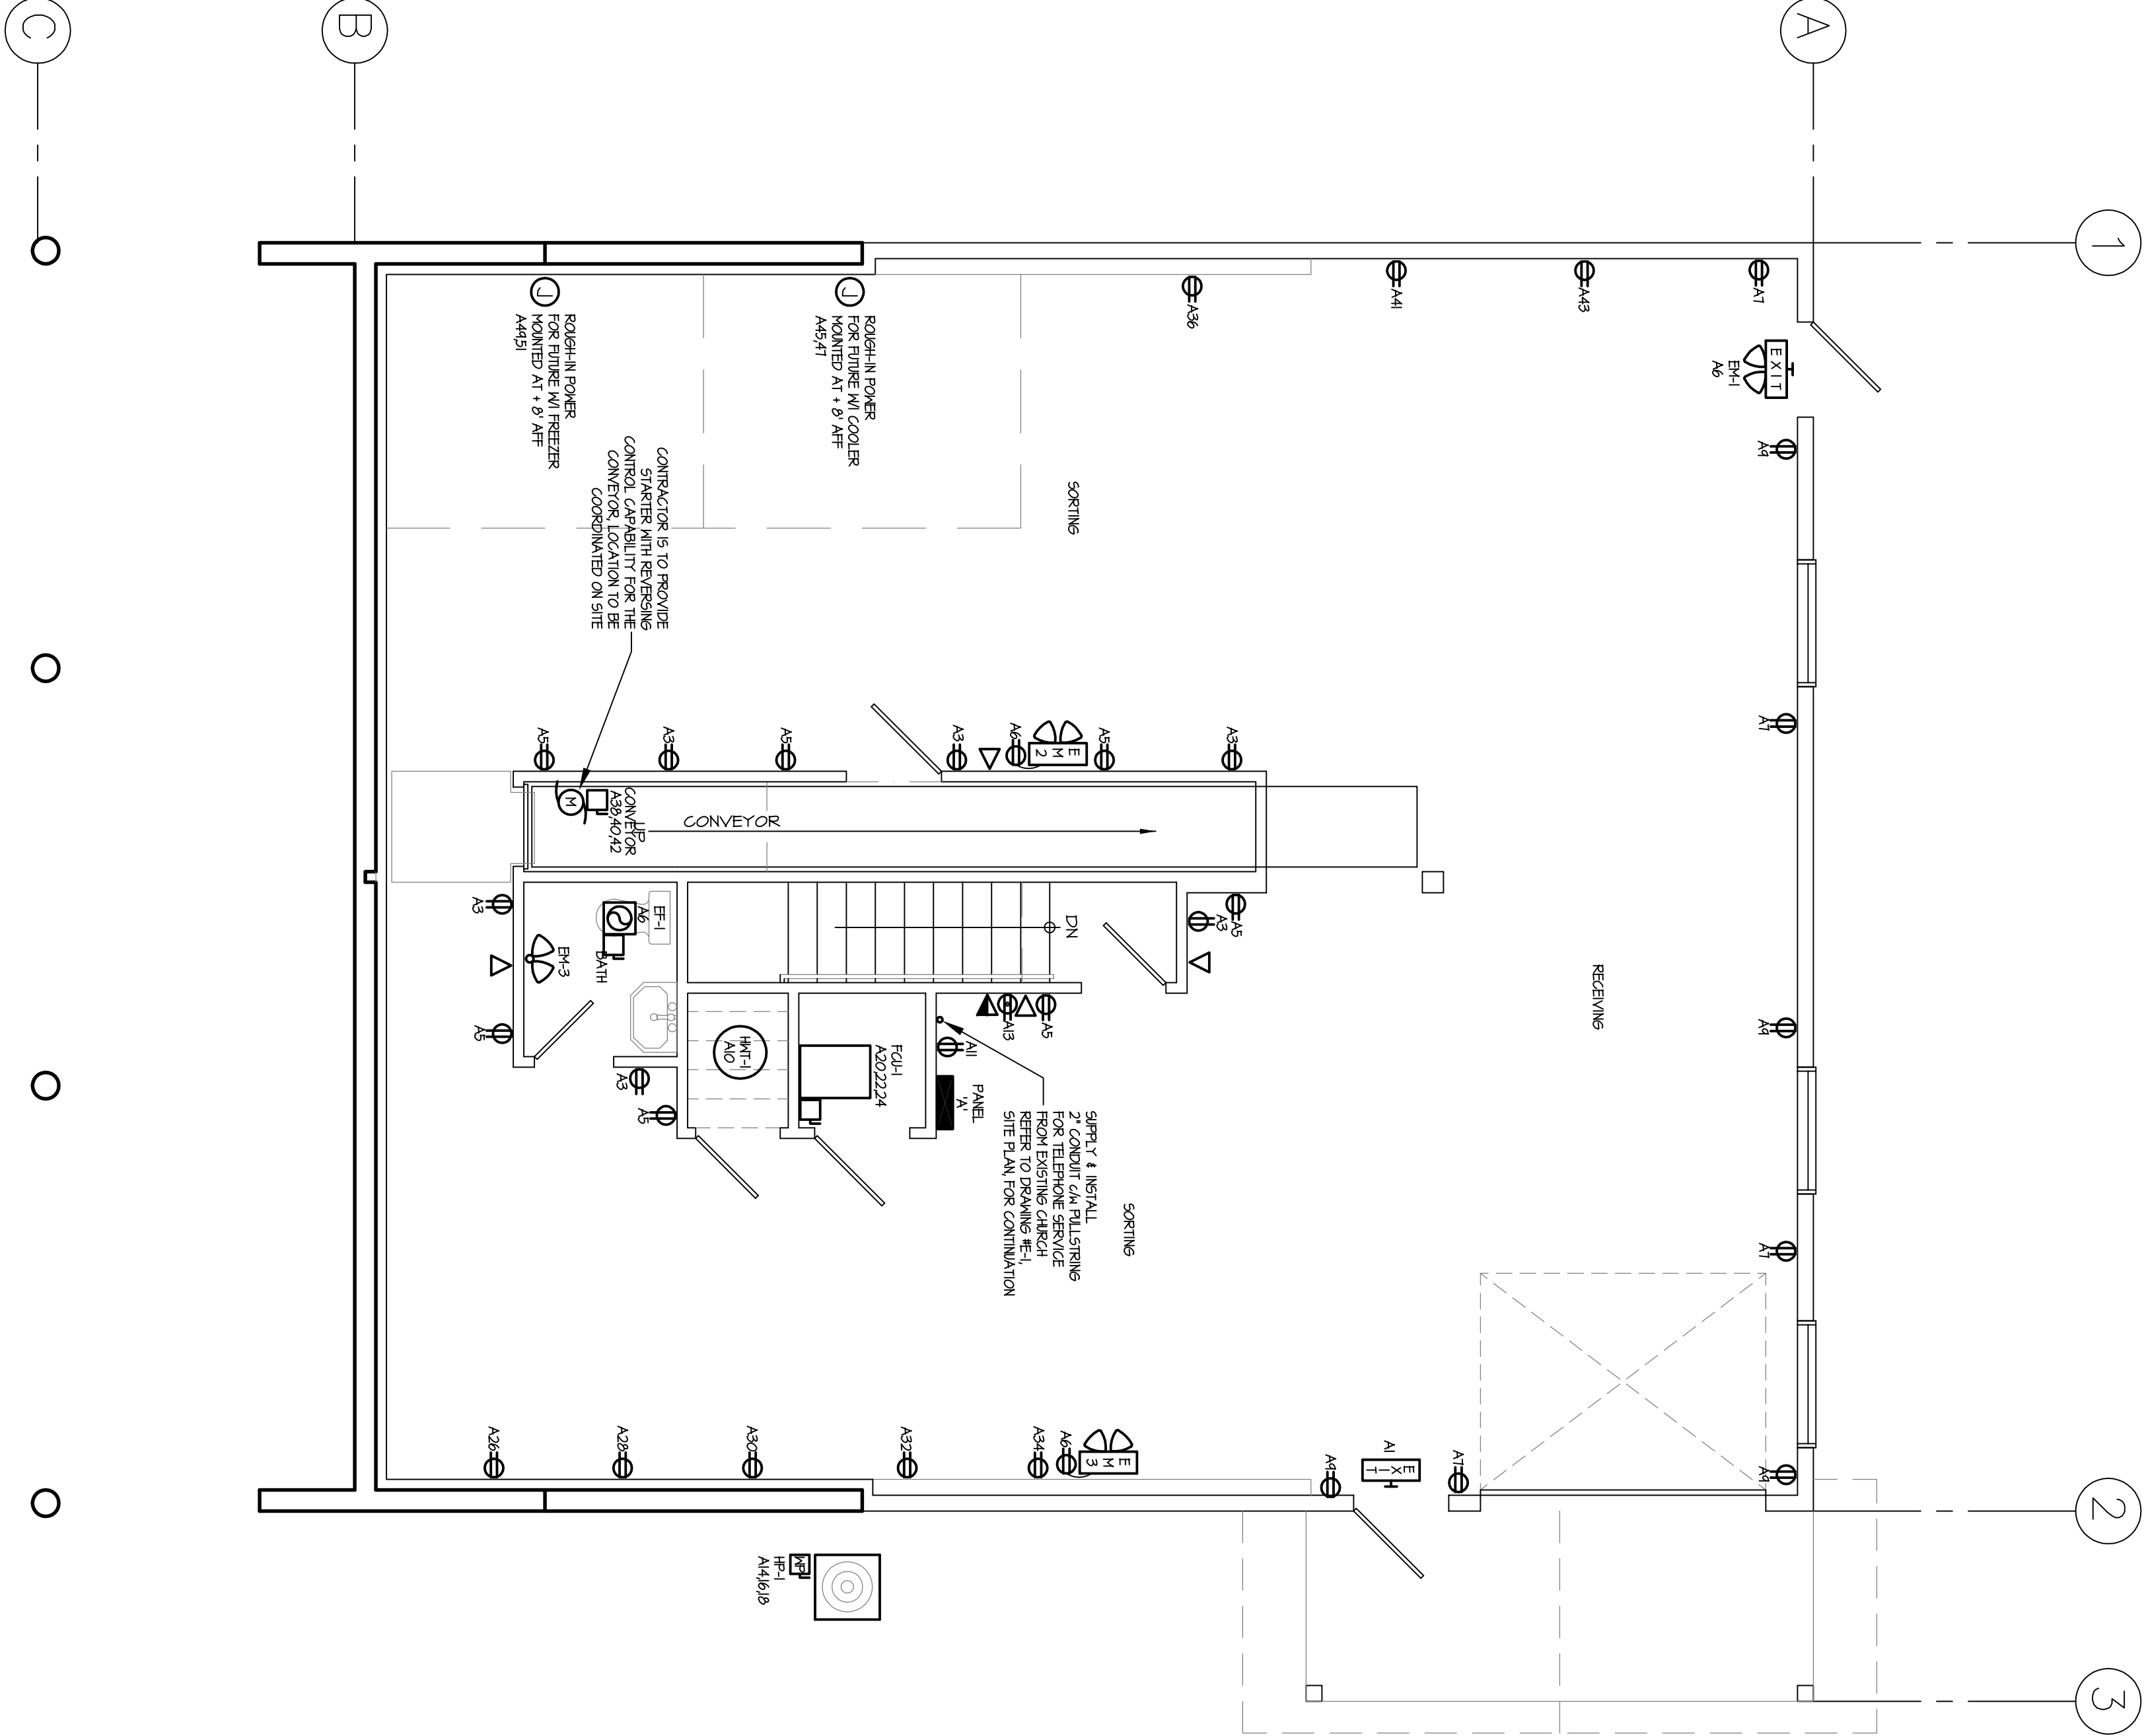 C
B
A
1
2
3
A36
A41
A43
A7
ROUGH-IN POWER
FOR FUTURE W/I FREEZER
MOUNTED AT + 8' AFF
A49,51
ROUGH-IN POWER
FOR FUTURE W/I COOLER
MOUNTED AT + 8' AFF
A45,47
J
J
EXIT
EM-1
A6
A9
SORTING
CONTRACTOR IS TO PROVIDE
STARTER WITH REVERSING
CONTROL CAPABILITY FOR THE
CONVEYOR, LOCATION TO BE
COORDINATED ON SITE
A7
A5
A3
A5
A3
A6
EM2
A5
A3
M
CONVEYOR
A38,40,42
UP
CONVEYOR
A3
EF-1
A6
BATH
EM-3
A5
DN
A3
A5
RECEIVING
A9
HWT-1
A10
FCU-1
A20,22,24
A13
A5
A11
PANEL
'A'
A3
A5
SUPPLY & INSTALL
2" CONDUIT c/w PULLSTRING
FOR TELEPHONE SERVICE
FROM EXISTING CHURCH
REFER TO DRAWING #E-1,
SITE PLAN, FOR CONTINUATION
SORTING
A7
A26
A28
A30
A32
A34
A6
EM3
A9
A1
EXIT
A7
A9
WP
HP-1
A14,16,18